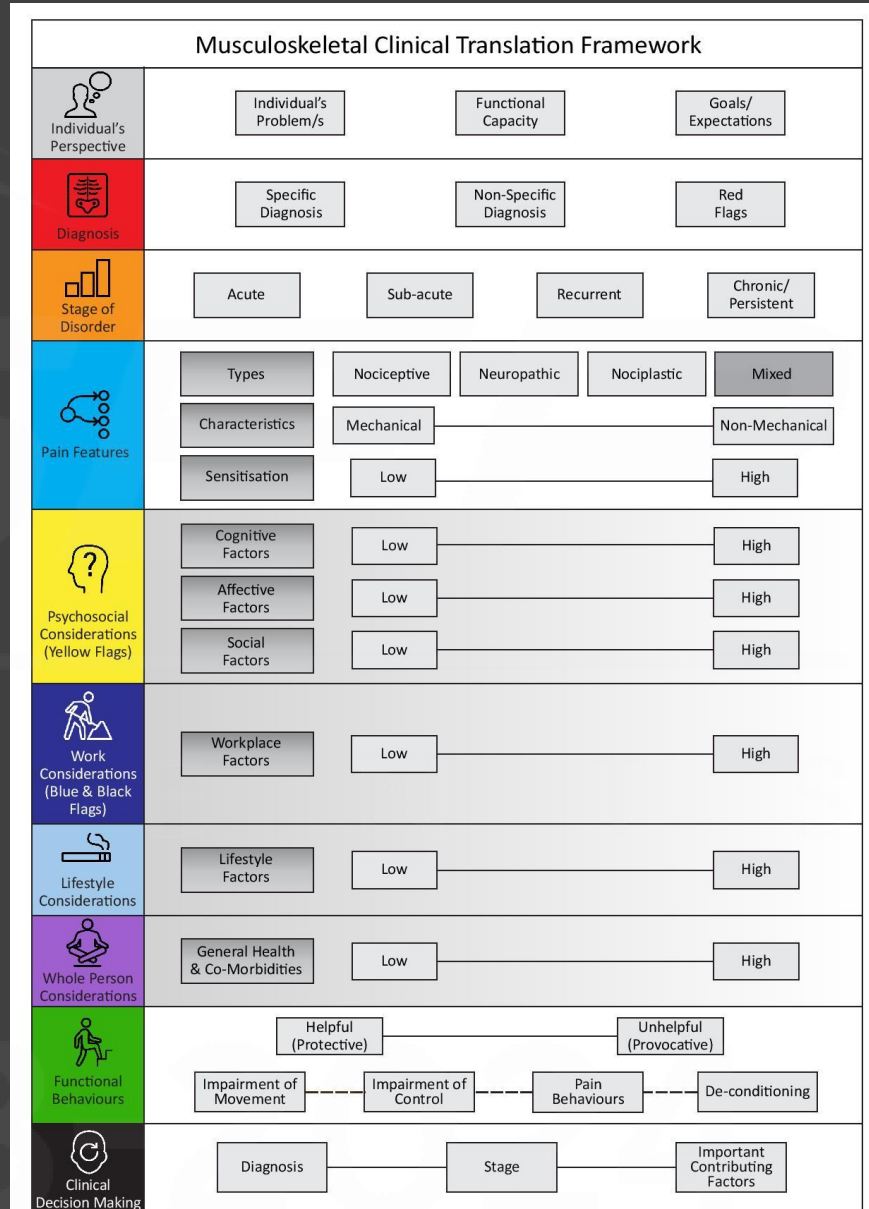 Musculoskeletal Clinical Translation Framework
Individual's
Perspective
Individual's
Problem/s
Functional
Capacity
Goals/
Expectations
Diagnosis
Specific
Diagnosis
Non-Specific
Diagnosis
Red
Flags
Stage of
Disorder
Acute
Sub-acute
Recurrent
Chronic/
Persistent
Pain Features
Types
Nociceptive
Neuropathic
Nociplastic
Mixed
Characteristics
Mechanical
Non-Mechanical
Sensitisation
Low
High
?
Psychosocial
Considerations
(Yellow Flags)
Cognitive
Factors
Low
High
Affective
Factors
Low
High
Social
Factors
Low
High
Work
Considerations
(Blue & Black
Flags)
Workplace
Factors
Low
High
Lifestyle
Considerations
Lifestyle
Factors
Low
High
Whole Person
Considerations
General Health
& Co-Morbidities
Low
High
Functional
Behaviours
Helpful
(Protective)
Unhelpful
(Provocative)
Impairment of
Movement
Impairment of
Control
Pain
Behaviours
De-conditioning
Clinical
Decision Making
Diagnosis
Stage
Important
Contributing
Factors